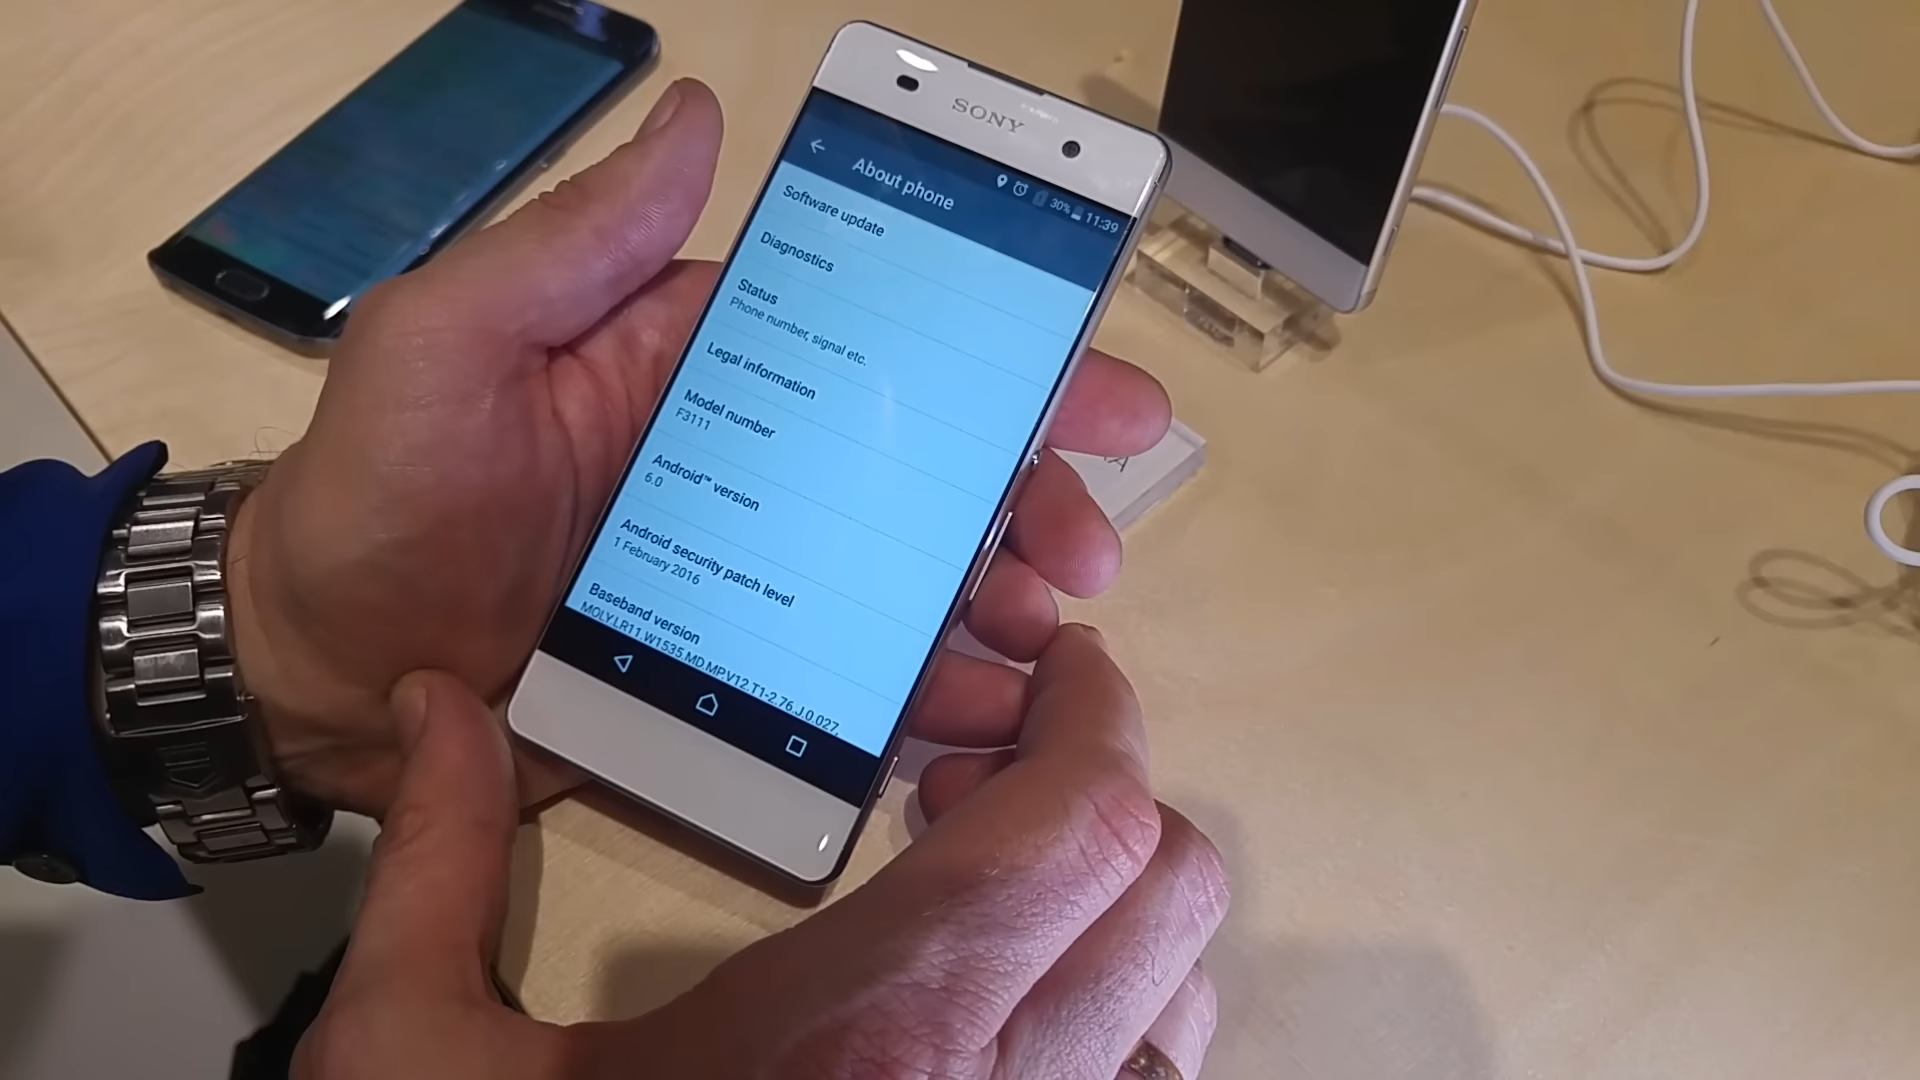 SONY
30% 11:39
About phone
Software update
Diagnostics
Status
Phone number, signal etc.
Legal information
Model number
F3111
Android™ version
6.0
Android security patch level
1 February 2016
Baseband version
MOLY.LR11.W1535.MD.MP.V12.T1-2.76.J.0.027,